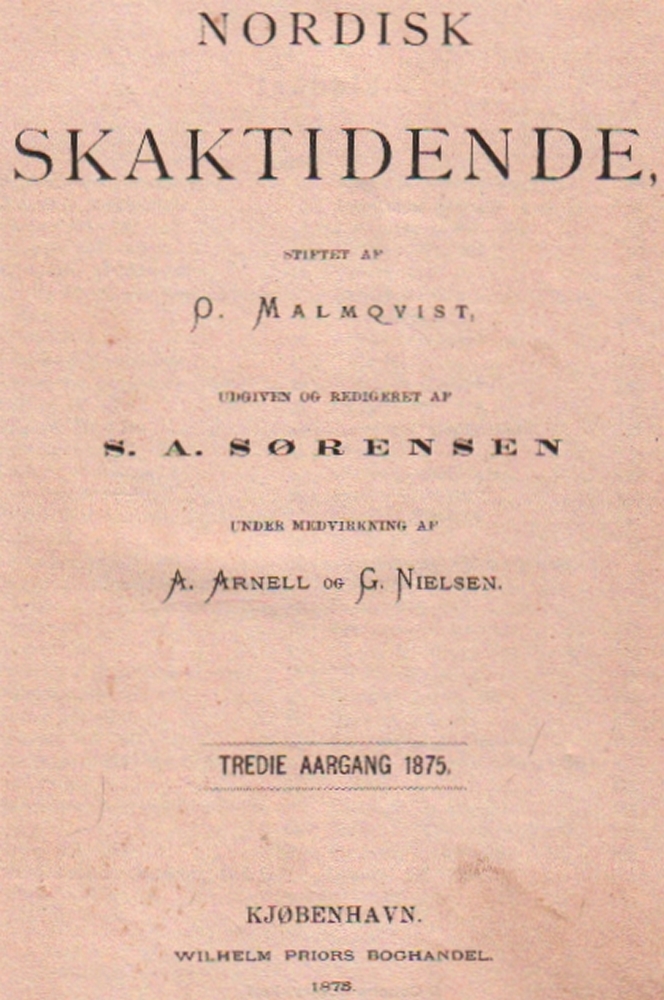 NORDISK
SKAKTIDENDE,
STIFTET AF
O. MALMQVIST,
UDGIVEN OG REDIGERET AF
S. A. SØRENSEN
UNDER MEDVIRKNING AF
A. ARNELL OG G. NIELSEN.
TREDIE AARGANG 1875.
KJØBENHAVN.
WILHELM PRIORS BOGHANDEL.
1875.